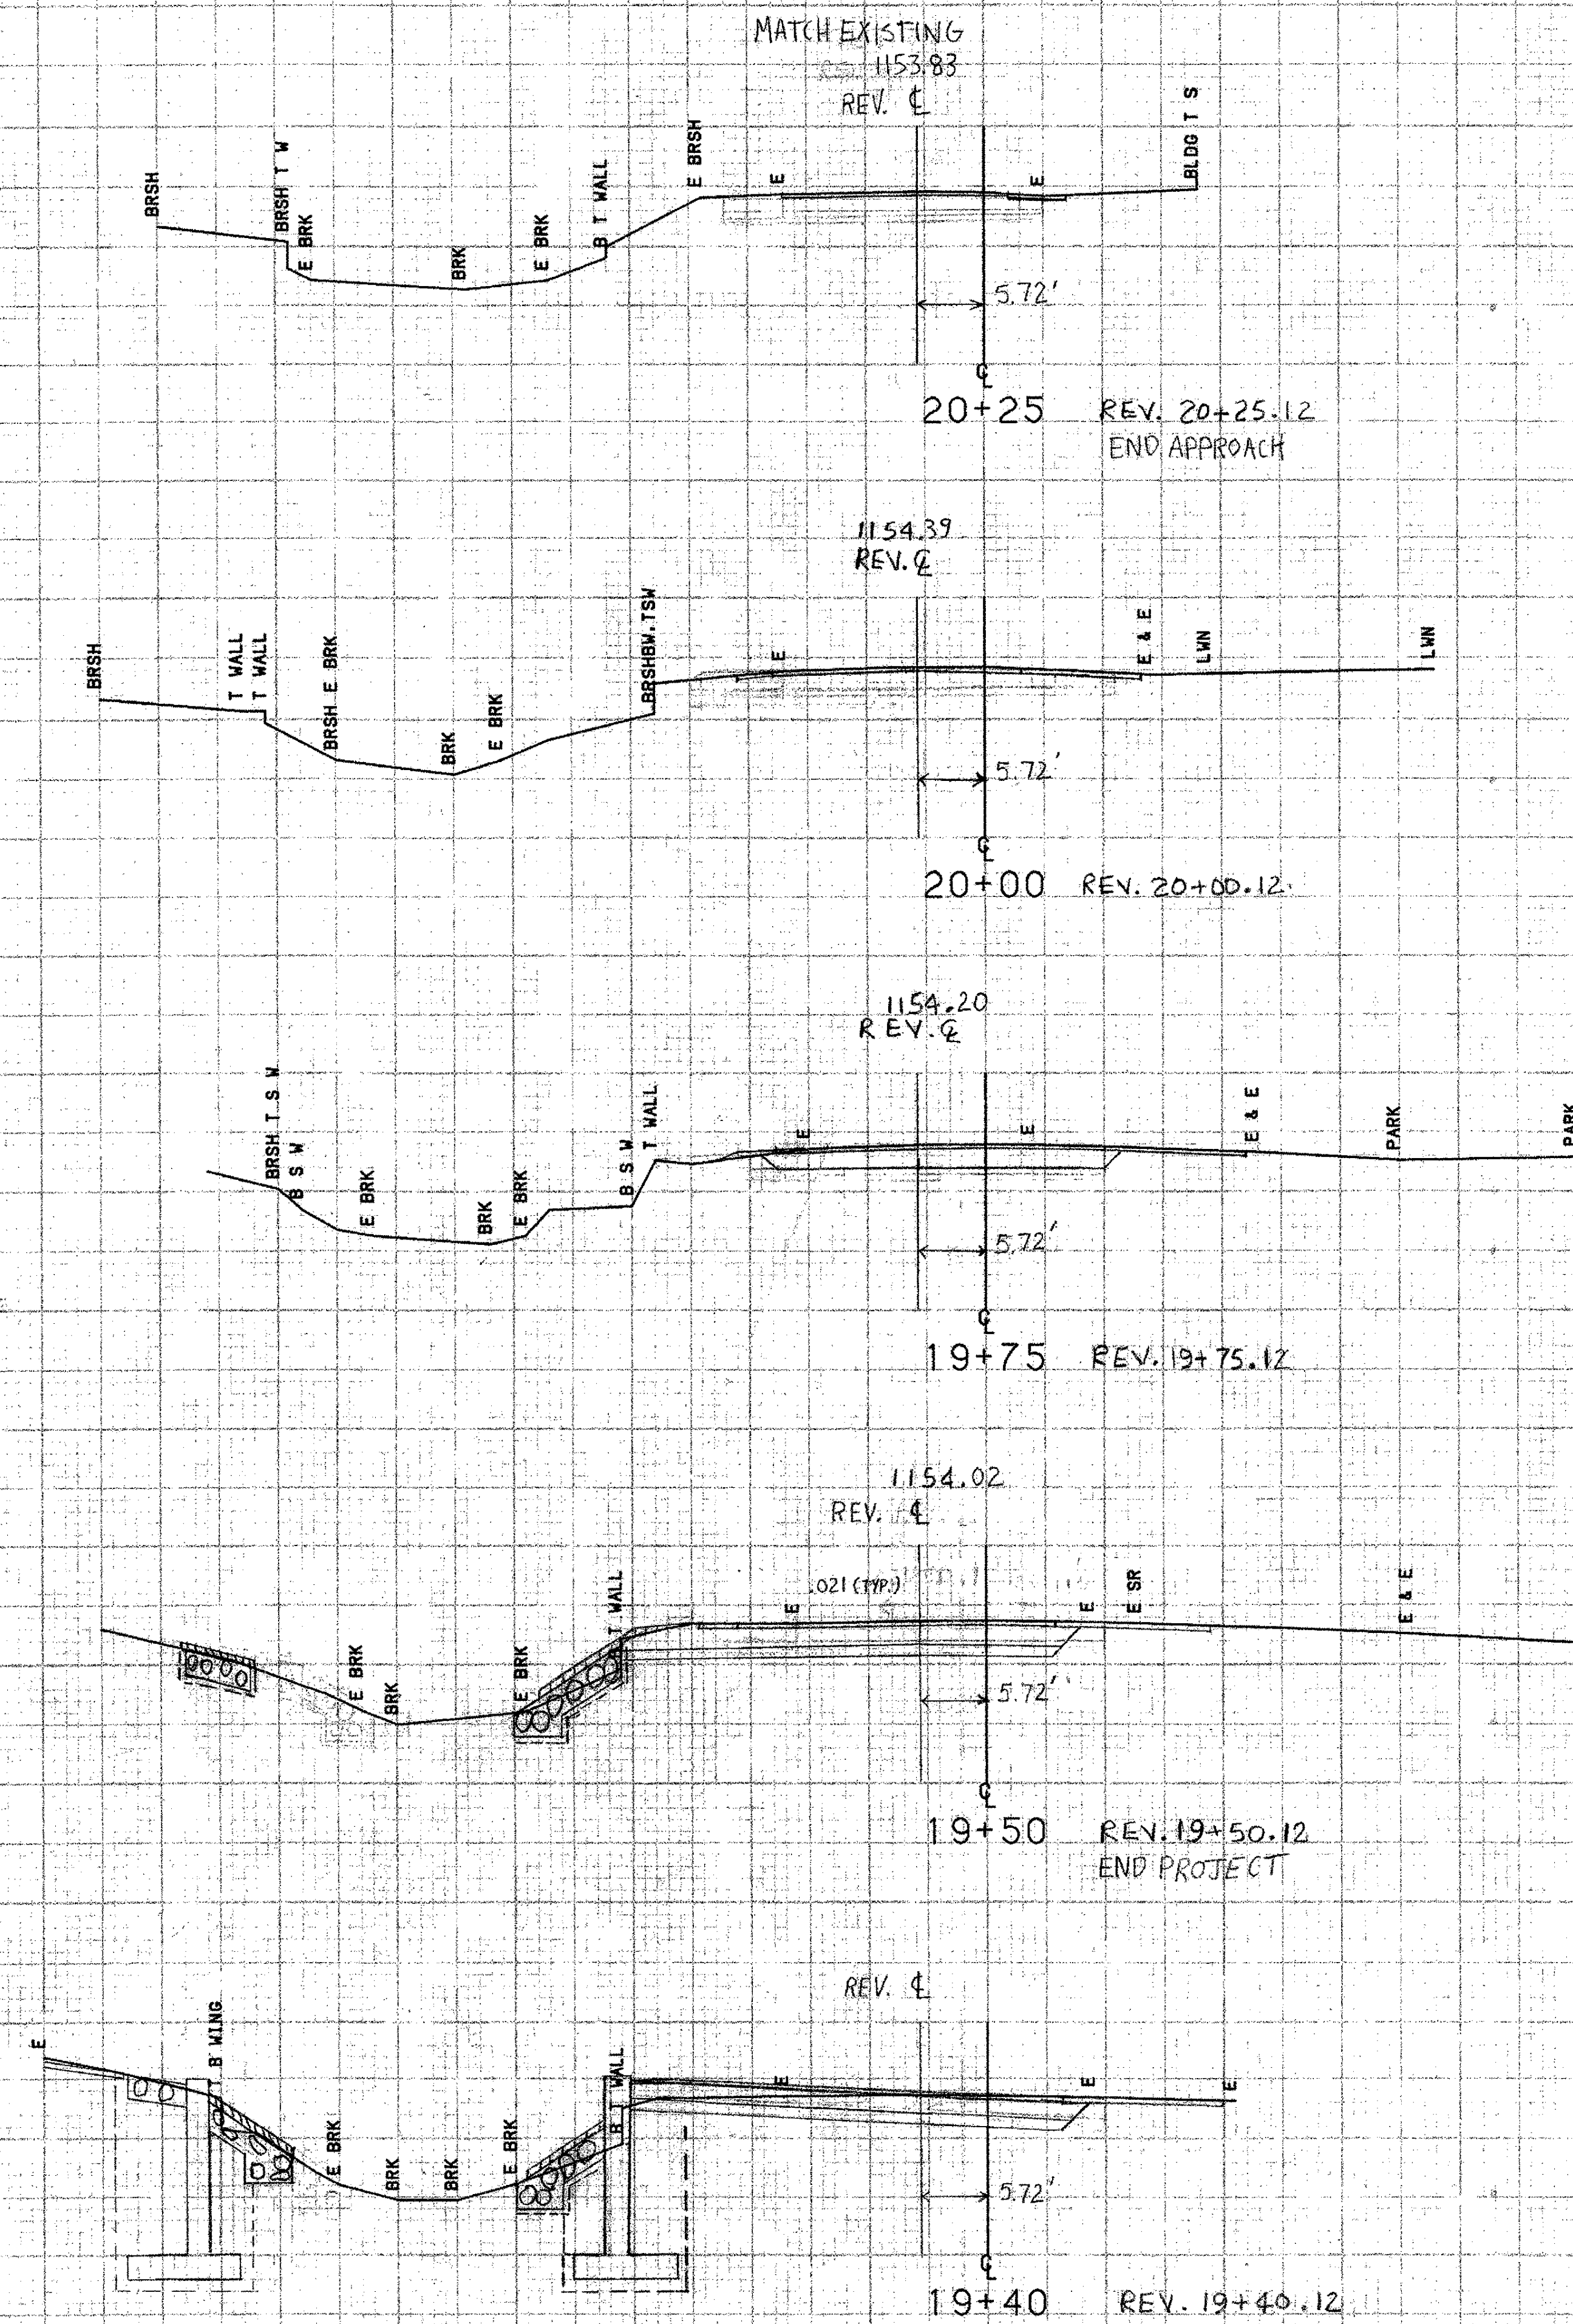 MATCH EXISTING
1153.83
REV. ℄
BRSH
BRSH T W
E BRK
BRK
E BRK
B T WALL
E BRSH
E
E
BLDG T S
5.72'
℄
20+25 REV. 20+25.12
END APPROACH
1154.39
REV. ℄
BRSH
T WALL
T WALL
BRSH E BRK
BRK
E BRK
BRSHBW.TSW
E
E & E
LWN
LWN
5.72'
℄
20+00 REV. 20+00.12
1154.20
REV. ℄
BRSH T S W
B S W
E BRK
BRK
E BRK
B S W
T WALL
E
E
E & E
PARK
PARK
5.72'
℄
19+75 REV. 19+75.12
1154.02
REV. ℄
.021 (TYP.)
E BRK
BRK
E BRK
T WALL
E
E
E SR
E & E
5.72'
℄
19+50 REV. 19+50.12
END PROJECT
REV. ℄
E
B WING
E BRK
BRK
BRK
E BRK
WALL
B
E
E
E
5.72'
℄
19+40 REV. 19+40.12